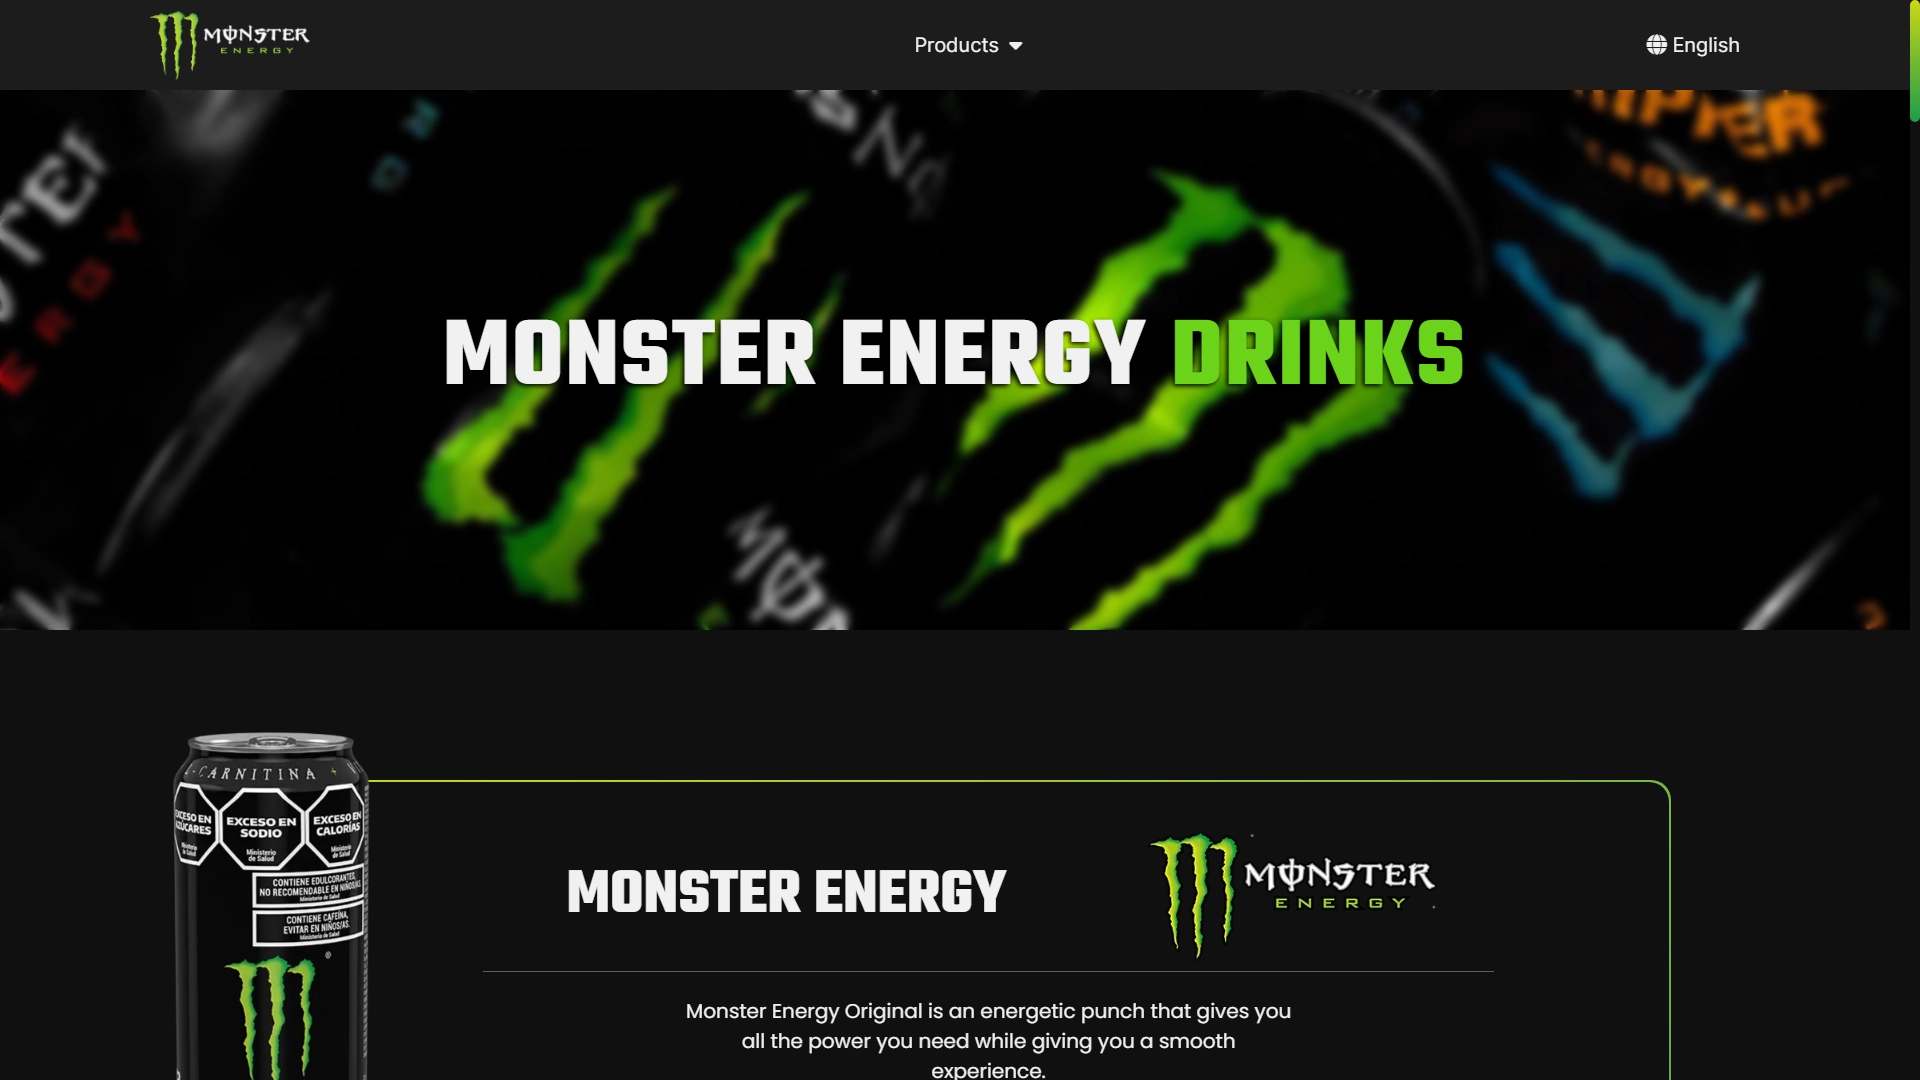 MONSTER
ENERGY
Products
English
MONSTER ENERGY DRINKS
L-CARNITINA +
EXCESO EN
AZÚCARES
Ministerio
de Salud
EXCESO EN
SODIO
Ministerio
de Salud
EXCESO EN
CALORÍAS
Ministerio
de Salud
CONTIENE EDULCORANTES,
NO RECOMENDABLE EN NIÑOS/AS.
Ministerio de Salud
CONTIENE CAFEÍNA,
EVITAR EN NIÑOS/AS.
Ministerio de Salud
MONSTER ENERGY
MONSTER
ENERGY
Monster Energy Original is an energetic punch that gives you
all the power you need while giving you a smooth
experience.